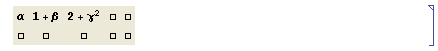 α 1 + β 2 + γ² □ □
□ □ □ □ □